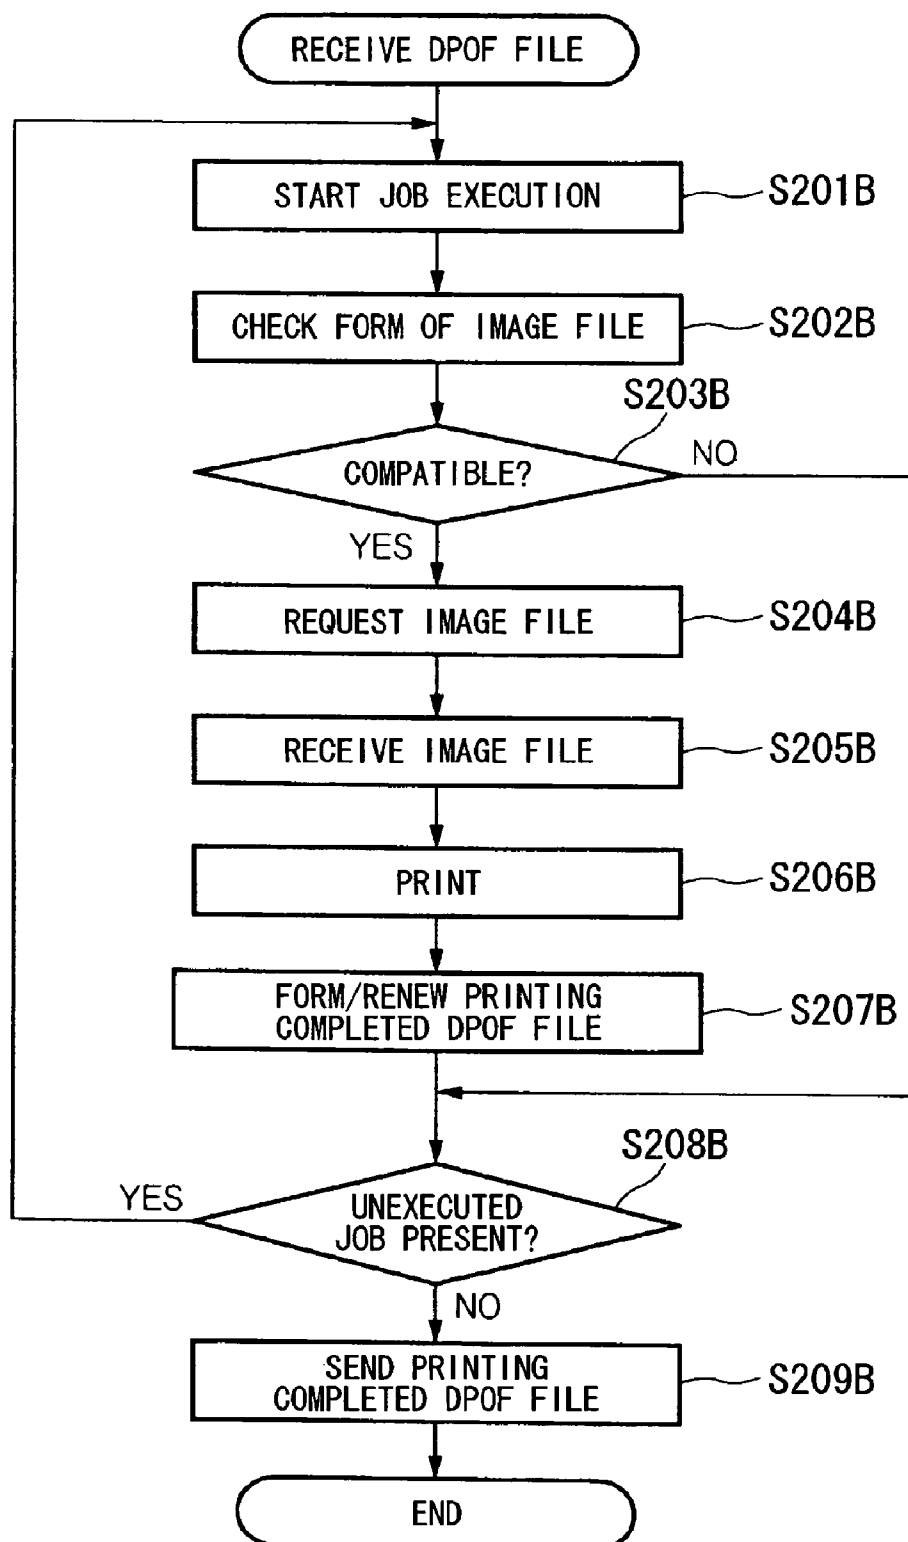 RECEIVE DPOF FILE
START JOB EXECUTION
S201B
CHECK FORM OF IMAGE FILE
S202B
S203B
COMPATIBLE?
NO
YES
REQUEST IMAGE FILE
S204B
RECEIVE IMAGE FILE
S205B
PRINT
S206B
FORM/RENEW PRINTING
COMPLETED DPOF FILE
S207B
S208B
YES
UNEXECUTED
JOB PRESENT?
NO
SEND PRINTING
COMPLETED DPOF FILE
S209B
END